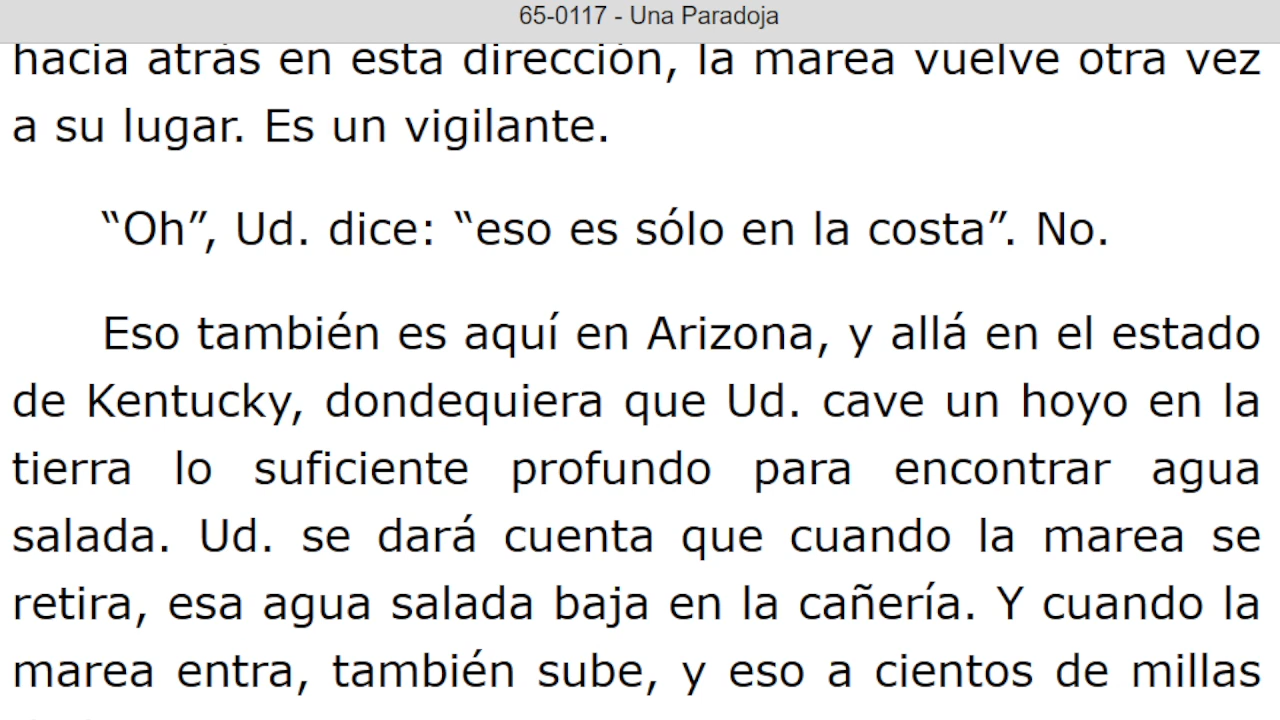 65-0117 - Una Paradoja
hacia atrás en esta dirección, la marea vuelve otra vez
a su lugar. Es un vigilante.
“Oh”, Ud. dice: “eso es sólo en la costa”. No.
Eso también es aquí en Arizona, y allá en el estado
de Kentucky, dondequiera que Ud. cave un hoyo en la
tierra lo suficiente profundo para encontrar agua
salada. Ud. se dará cuenta que cuando la marea se
retira, esa agua salada baja en la cañería. Y cuando la
marea entra, también sube, y eso a cientos de millas